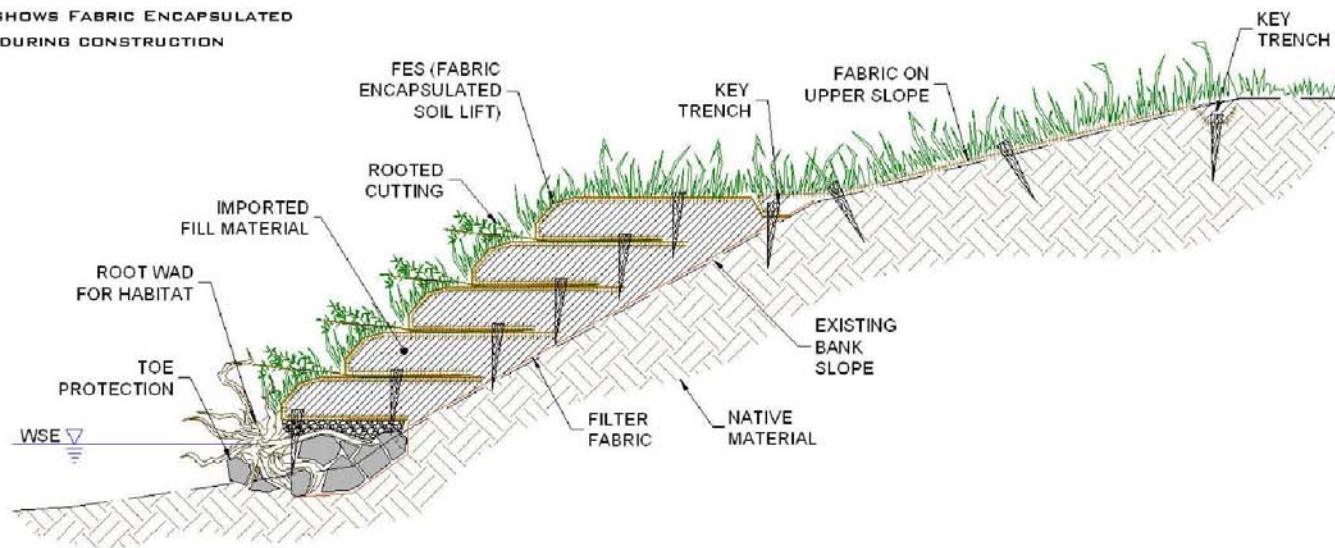 SHOWS FABRIC ENCAPSULATED
DURING CONSTRUCTION
FES (FABRIC
ENCAPSULATED
SOIL LIFT)
KEY
TRENCH
FABRIC ON
UPPER SLOPE
KEY
TRENCH
ROOTED
CUTTING
IMPORTED
FILL MATERIAL
ROOT WAD
FOR HABITAT
TOE
PROTECTION
WSE
FILTER
FABRIC
NATIVE
MATERIAL
EXISTING
BANK
SLOPE